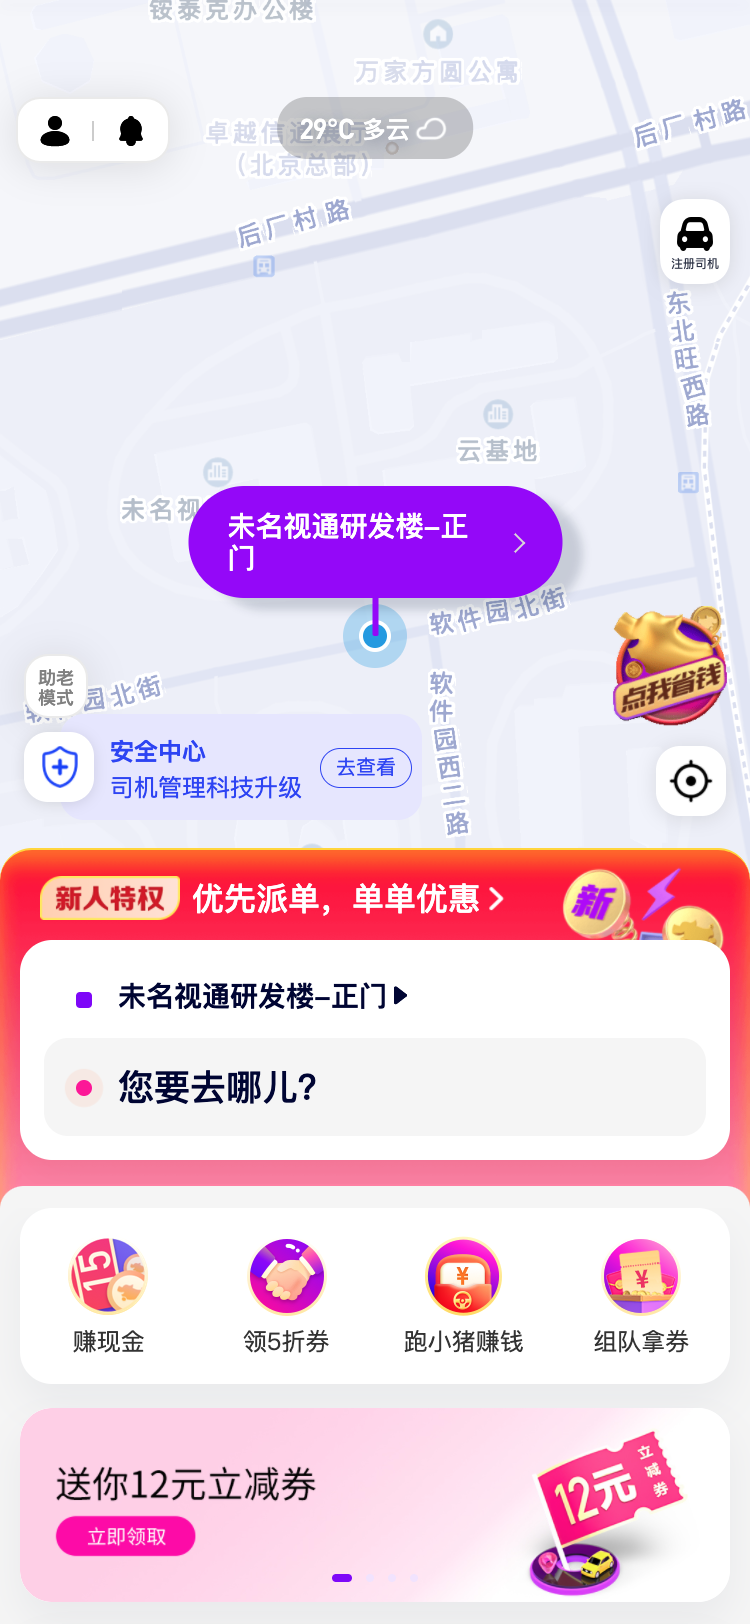 铵泰克办公楼
万家方圆公寓
卓越信通展厅
(北京总部)
29°C 多云
后厂村路
后厂村路
注册司机
东北旺西路
云基地
未名视
未名视通研发楼–正
门
软件园北街
点我省钱
助老
模式
园北街
软件园西二路
安全中心
司机管理科技升级
去查看
新人特权
优先派单，单单优惠
新
未名视通研发楼–正门
您要去哪儿?
15
¥
¥
赚现金
领5折券
跑小猪赚钱
组队拿券
送你12元立减券
立即领取
12元
立减券